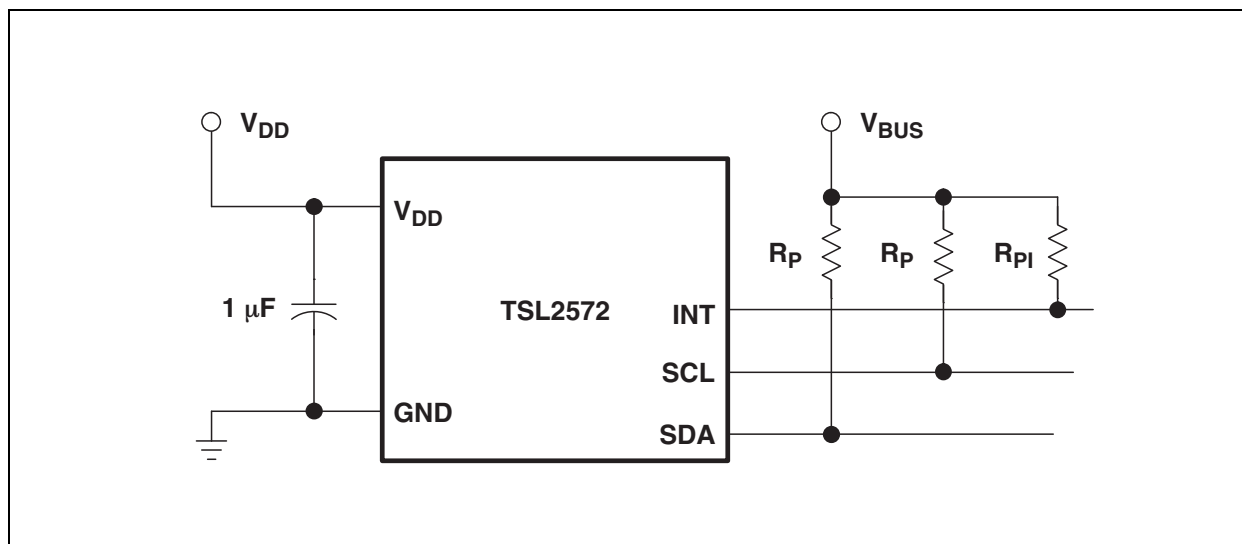 V_DD
V_BUS
V_DD
R_P
R_P
R_PI
1 μF
TSL2572
INT
SCL
GND
SDA